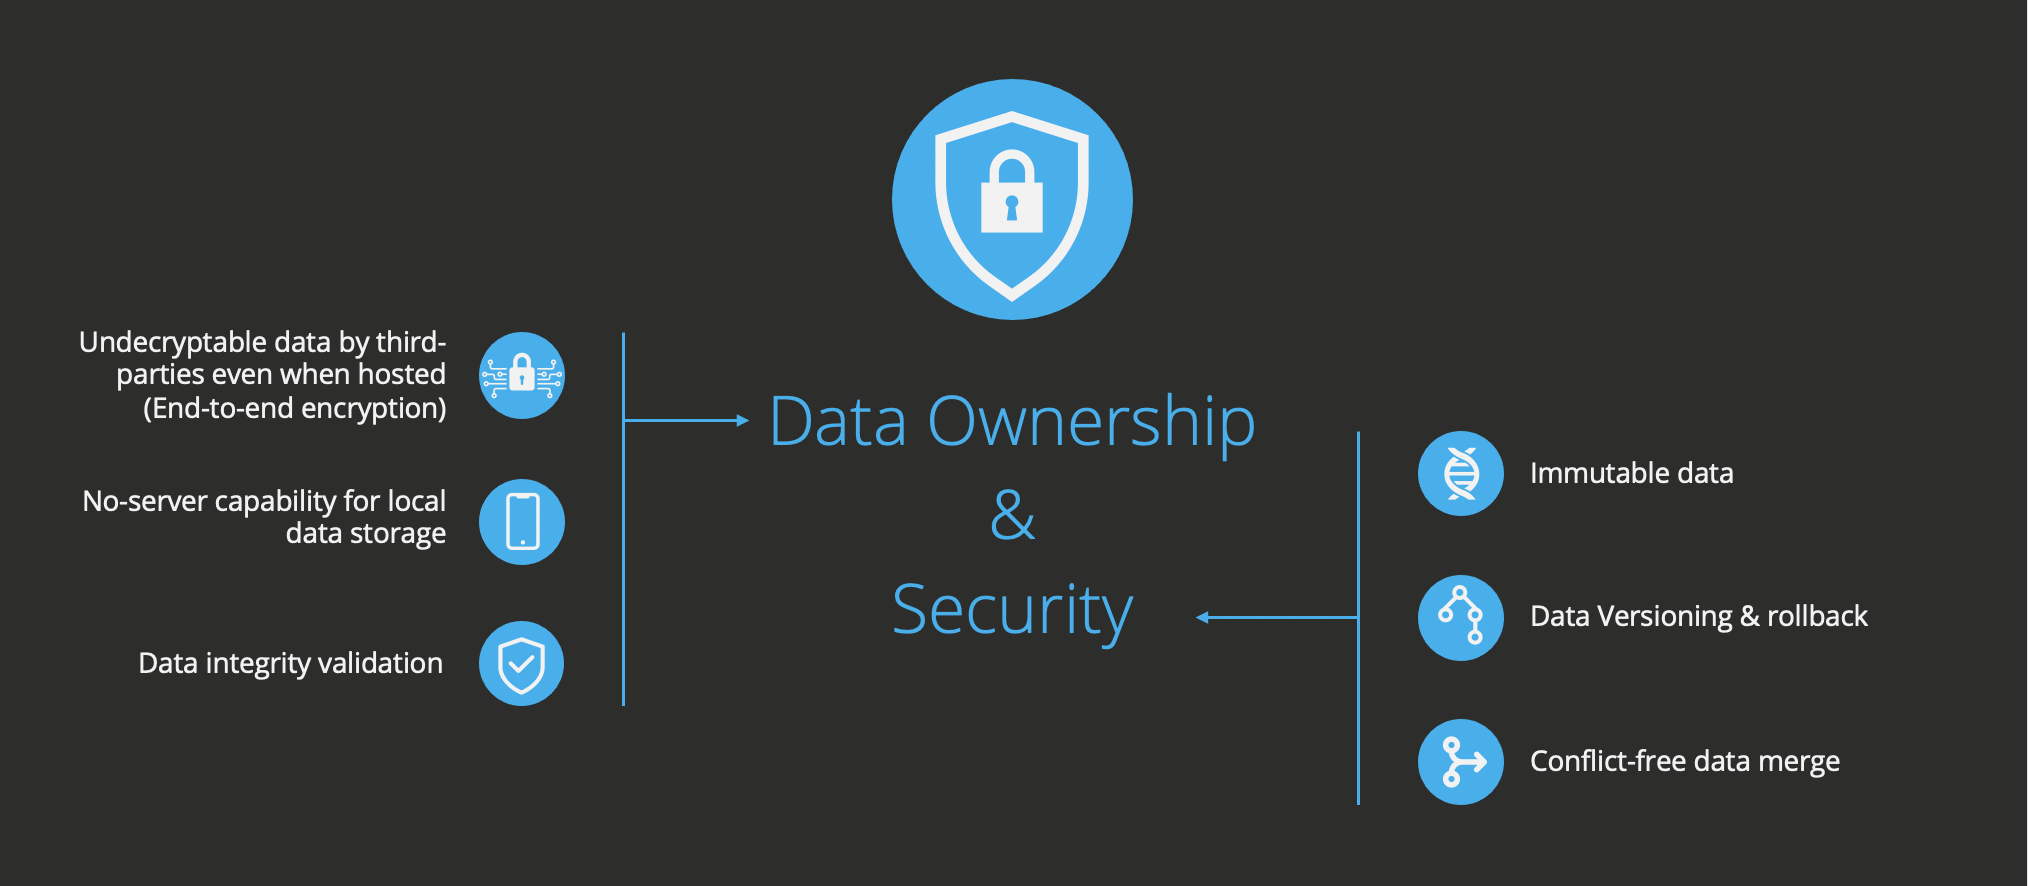 Undecryptable data by third-
parties even when hosted
(End-to-end encryption)
No-server capability for local
data storage
Data integrity validation
Data Ownership
&
Security
Immutable data
Data Versioning & rollback
Conflict-free data merge